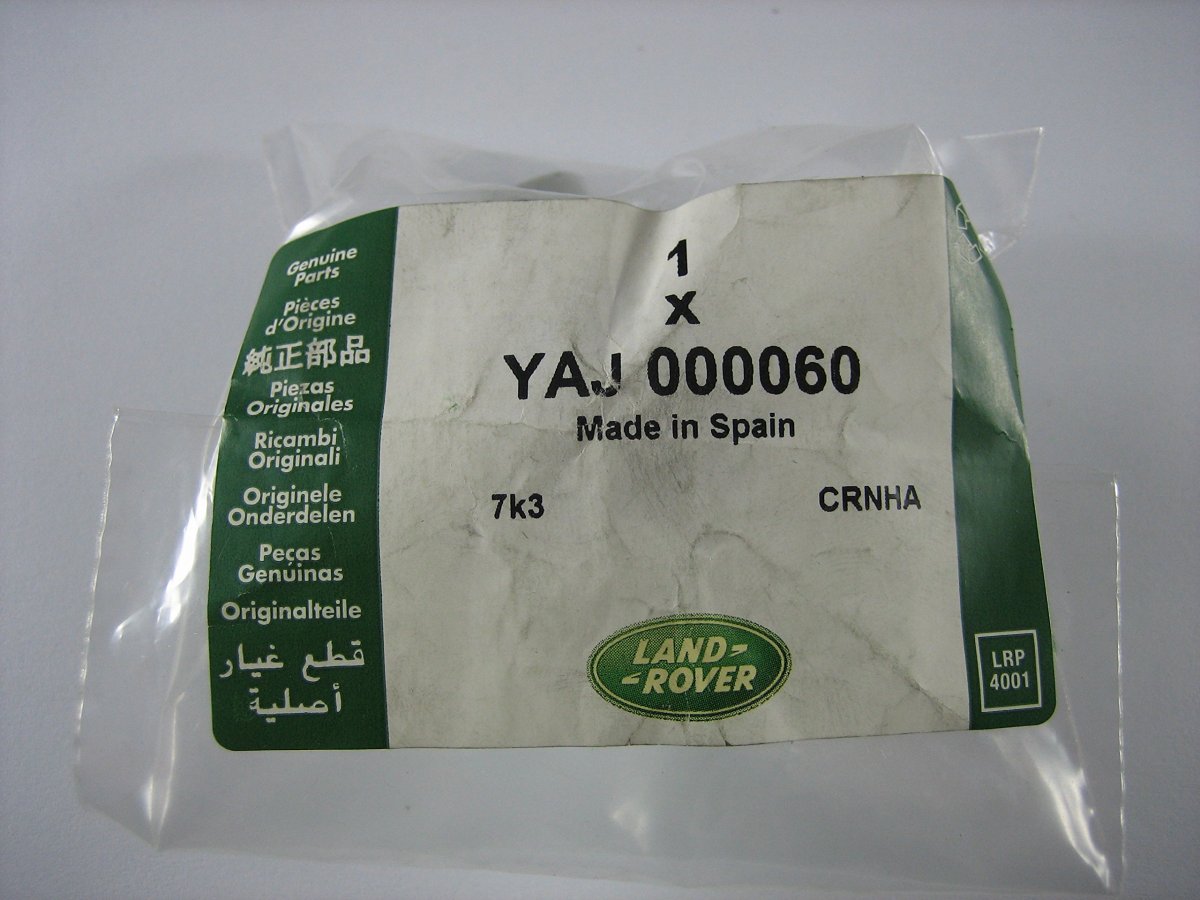 Genuine
Parts
Pièces
d'Origine
純正部品
Piezas
Originales
Ricambi
Originali
Originele
Onderdelen
Peças
Genúinas
Originalteile
قطع غيار
أصلية
1
x
YAJ 000060
Made in Spain
7k3
CRNHA
LAND-
-ROVER
LRP
4001